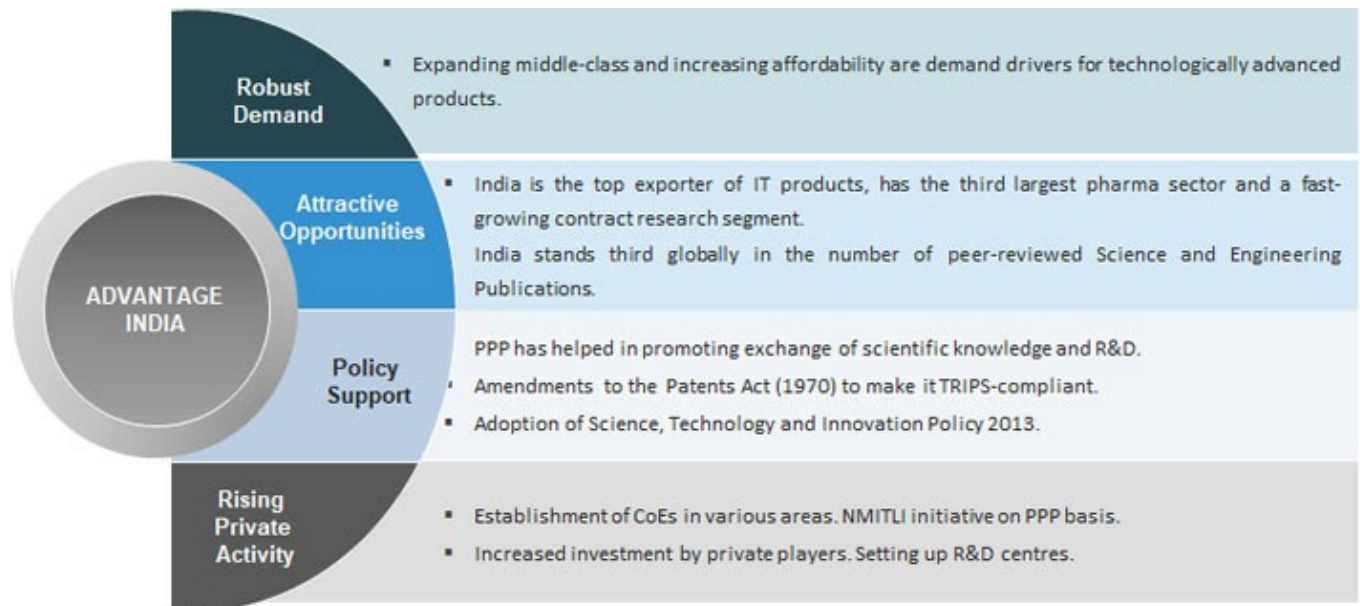 ADVANTAGE
INDIA
Robust
Demand
▪ Expanding middle-class and increasing affordability are demand drivers for technologically advanced
products.
Attractive
Opportunities
▪ India is the top exporter of IT products, has the third largest pharma sector and a fast-
growing contract research segment.
India stands third globally in the number of peer-reviewed Science and Engineering
Publications.
Policy
Support
PPP has helped in promoting exchange of scientific knowledge and R&D.
▪ Amendments to the Patents Act (1970) to make it TRIPS-compliant.
▪ Adoption of Science, Technology and Innovation Policy 2013.
Rising
Private
Activity
▪ Establishment of CoEs in various areas. NMITLI initiative on PPP basis.
▪ Increased investment by private players. Setting up R&D centres.